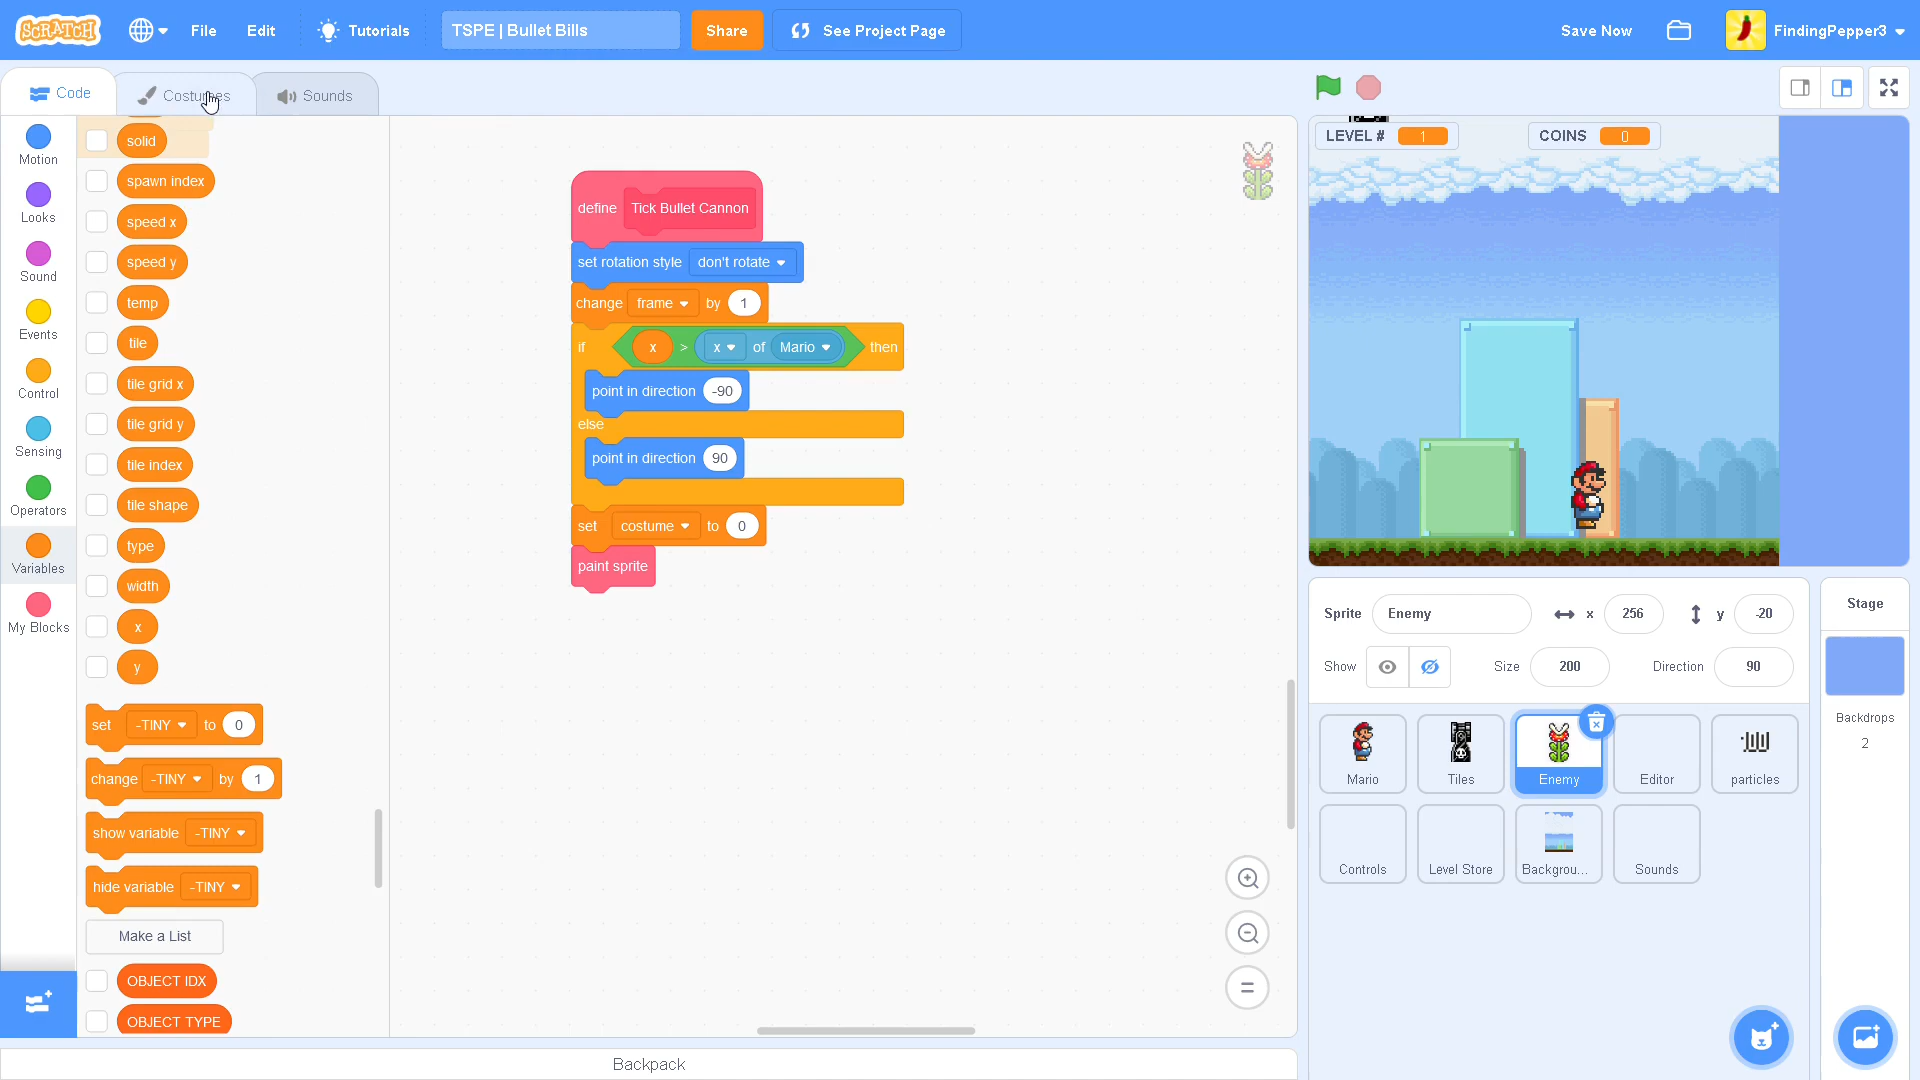 SCRATCH
File
Edit
Tutorials
TSPE | Bullet Bills
Share
See Project Page
Save Now
FindingPepper3
Code
Costumes
Sounds
Motion
Looks
Sound
Events
Control
Sensing
Operators
Variables
My Blocks
solid
spawn index
speed x
speed y
temp
tile
tile grid x
tile grid y
tile index
tile shape
type
width
x
y
set -TINY to 0
change -TINY by 1
show variable -TINY
hide variable -TINY
Make a List
OBJECT IDX
OBJECT TYPE
define Tick Bullet Cannon
set rotation style don't rotate
change frame by 1
if x > x of Mario then
point in direction -90
else
point in direction 90
set costume to 0
paint sprite
Backpack
LEVEL # 1
COINS 0
Sprite Enemy x 256 y -20
Show Size 200 Direction 90
Mario
Tiles
Enemy
Editor
particles
Controls
Level Store
Backgrou...
Sounds
Stage
Backdrops
2